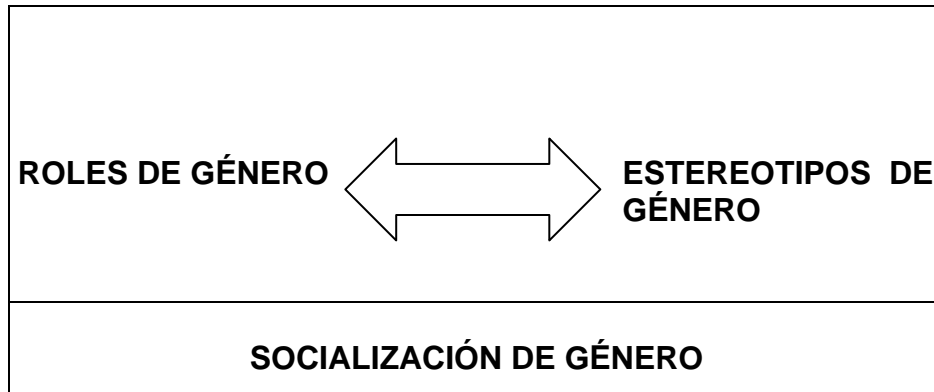 ROLES DE GÉNERO
ESTEREOTIPOS DE
GÉNERO
SOCIALIZACIÓN DE GÉNERO